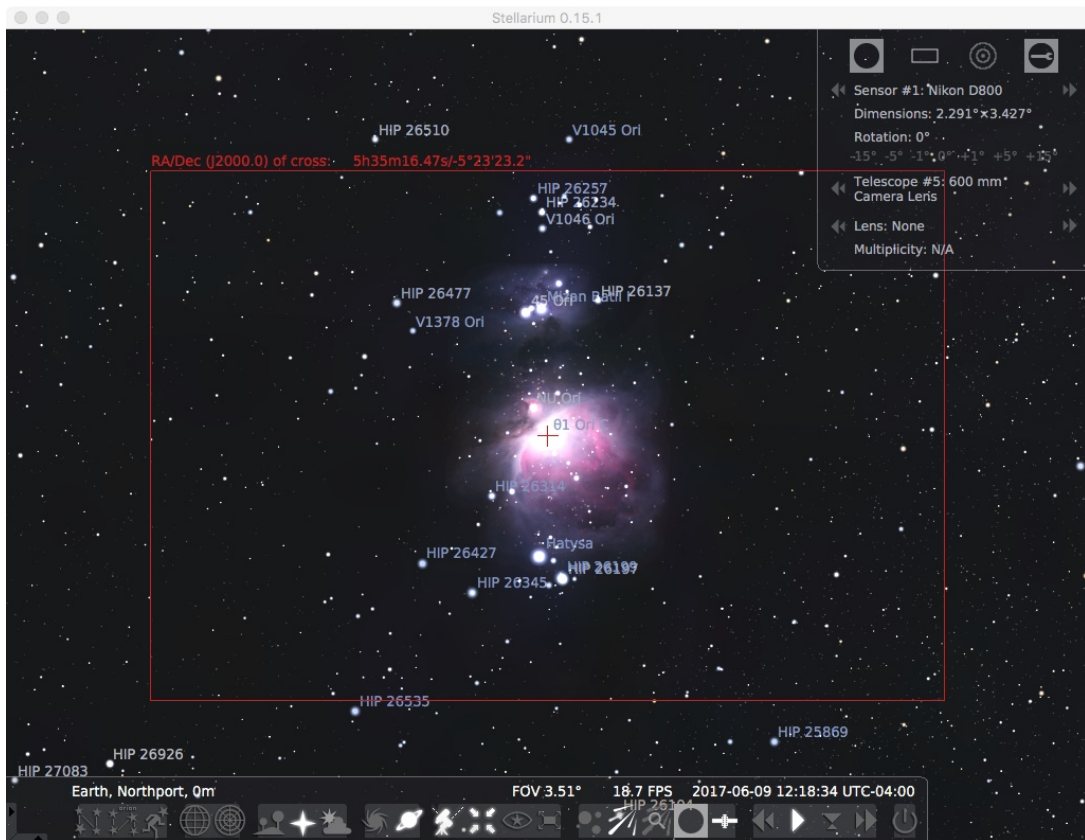 Stellarium 0.15.1
Sensor #1: Nikon D800
Dimensions: 2.291°×3.427°
Rotation: 0°
-15° -5° -1° 0° +1° +5° +15°
Telescope #5: 600 mm
Camera Lens
Lens: None
Multiplicity: N/A
HIP 26510
V1045 Ori
RA/Dec (J2000.0) of cross: 5h35m16.47s/-5°23'23.2"
HIP 26257
HIP 26234
V1046 Ori
HIP 26477
HIP 26137
45 Ori
V1378 Ori
NU Ori
θ1 Ori C
HIP 26314
Hatysa
HIP 26427
HIP 26199
HIP 26197
HIP 26345
HIP 26535
HIP 25869
HIP 26926
HIP 27083
Earth, Northport, 0m
FOV 3.51°
18.7 FPS
2017-06-09 12:18:34 UTC-04:00